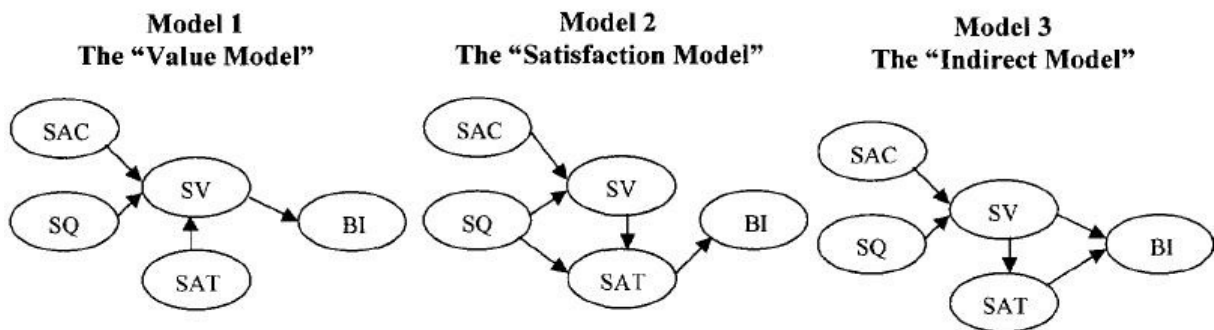 Model 1
The “Value Model”
SAC
SV
SQ
BI
SAT
Model 2
The “Satisfaction Model”
SAC
SV
SQ
BI
SAT
Model 3
The “Indirect Model”
SAC
SV
SQ
BI
SAT